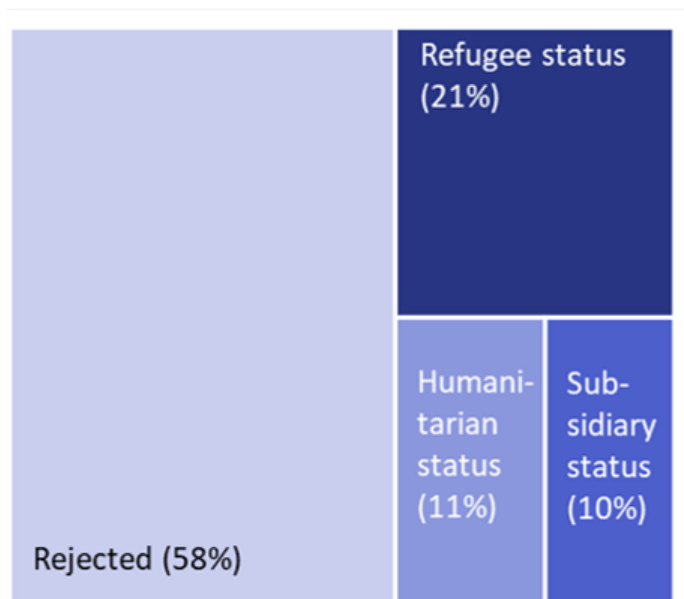 Refugee status
(21%)
Humani-
tarian
status
(11%)
Sub-
sidiary
status
(10%)
Rejected (58%)